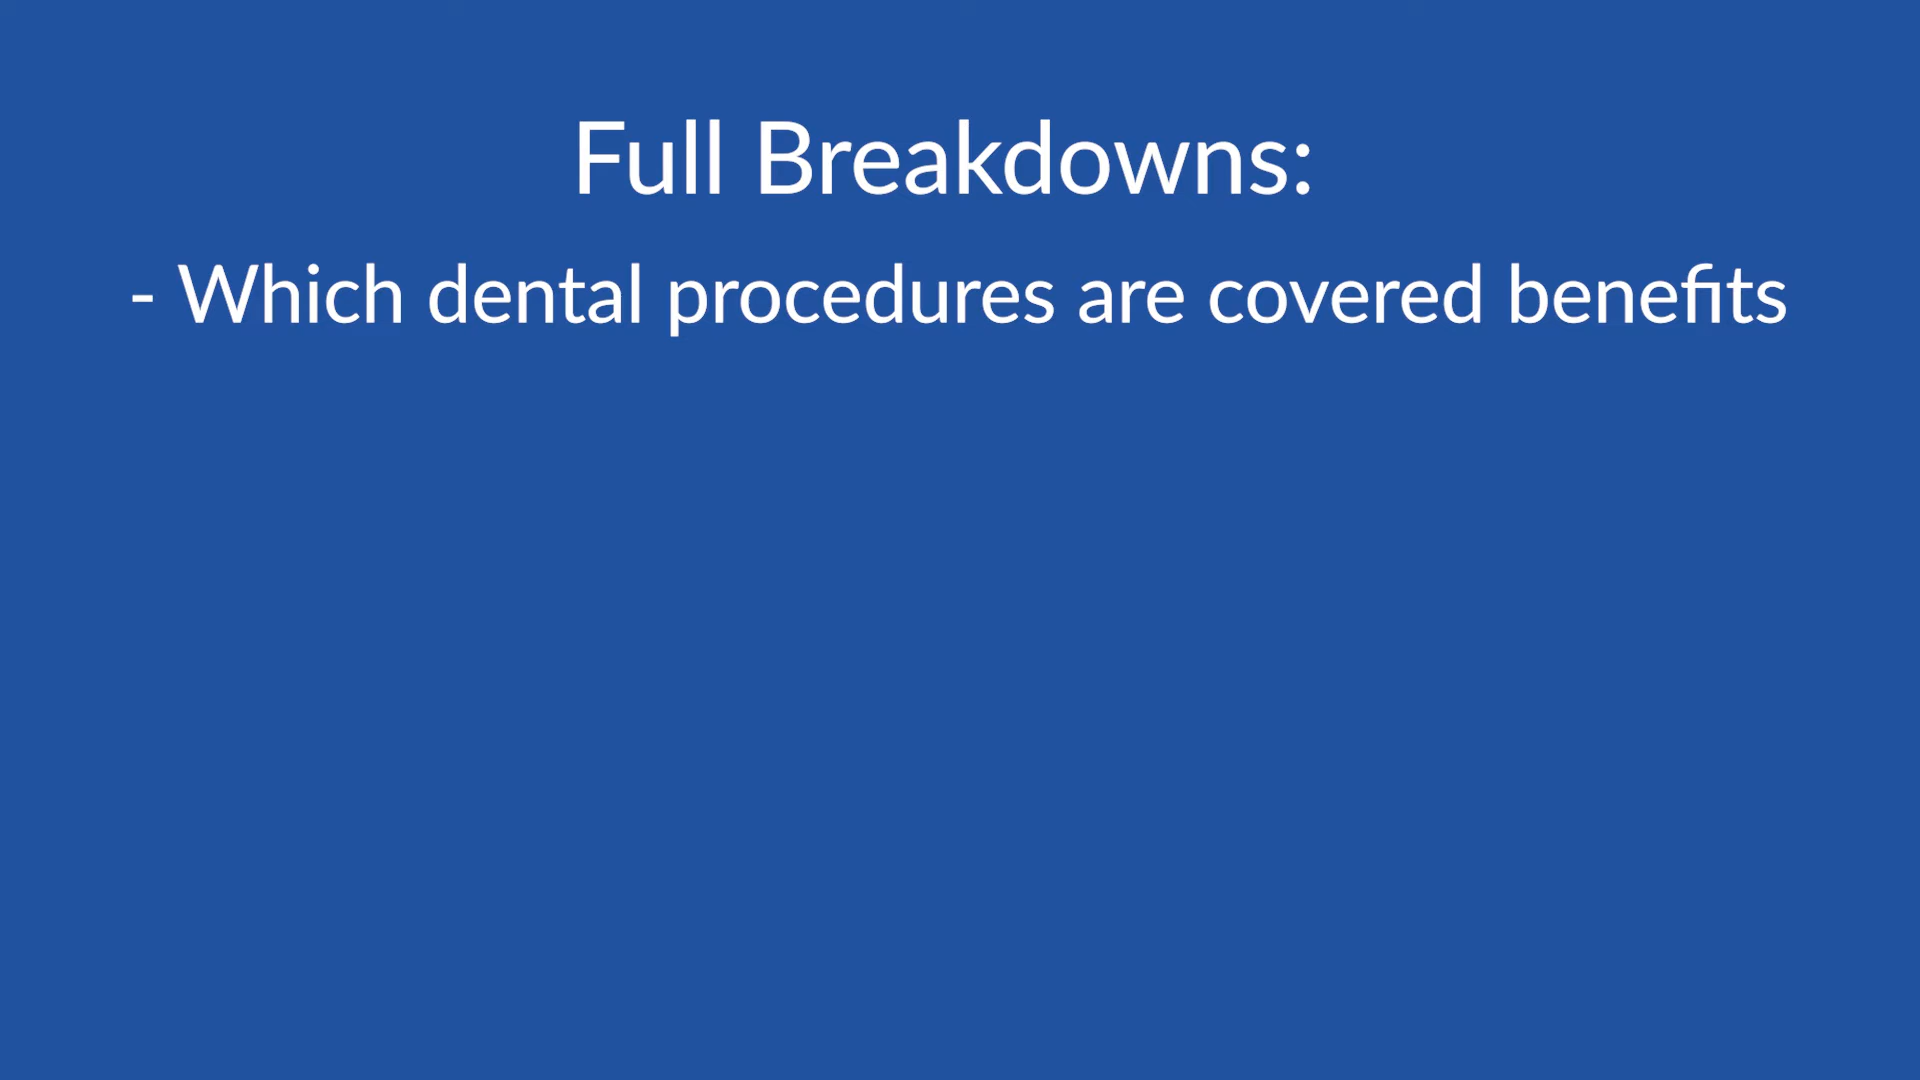 Full Breakdowns:
- Which dental procedures are covered benefits